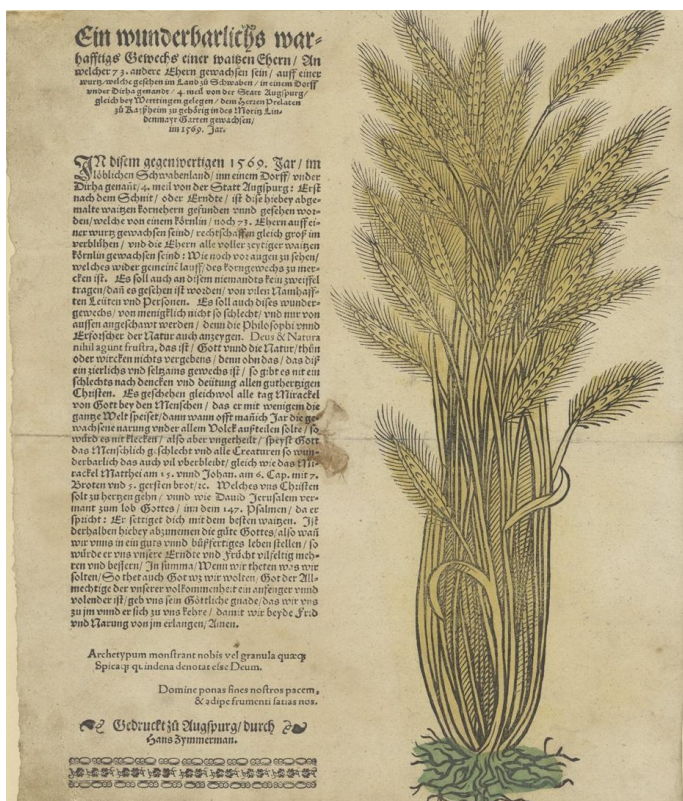 Ein wunderbarlichs war-
hafftigs Gewechs einer waitzen Ehern / An
welcher 73. andere Ehern gewachsen sein / auff einer
wurtz / welche gesehen im Land zů Schwaben / in einem Dorff
vnder Dirha genandt / 4. meil von der Statt Augspurg /
gleich bey Werttingen gelegen / dem Herren Prelaten
zů Kayßheim zů gehörig in des Moritz Lin-
denmayr Garten gewachsen /
im 1569. Jar.
IN disem gegenwertigen 1569. Jar / im
löblichen Schwabenland / inn einem Dorff / vnder
Dirha genañt / 4. meil von der Statt Augspurg: Erst
nach dem Schnit / oder Erndte / ist dise hiebey abge-
malte waitzen kornehern gefunden vnnd gesehen wor-
den / welche von einem körnlin / noch 73. Ehern auff ei-
ner wurtz gewachsen seind / rechtschaffen gleich groß im
verblühen / vnd die Ehern alle voller zeytiger waitzen
körnlin gewachsen seind: Wie noch vor augen zu sehen /
welches wider gemeinē lauff / des korngewechs zu mer-
cken ist. Es soll auch an disem niemandts kein zweiffel
tragen / dañ es gesehen ist worden / von vilen Namhaff-
ten Leüten vnd Personen. Es soll auch dises wunder-
gewechs / von menigklich nicht so schlecht / vnd nur von
aussen angeschawt werden / denn die Philosophi vnnd
Erforscher der Natur auch anzeygen. Deus & Natura
nihil agunt frustra, das ist / Gott vnnd die Natur / thůn
oder wircken nichts vergebens / denn ohn das / das diß
ein zierlichs vnd seltzams gewechs ist / so gibt es nit ein
schlechts nach dencken vnd deütung allen gutherzigen
Christen. Es geschehen gleichwol alle tag Mirackel
von Gott bey den Menschen / das er mit wenigem die
gantze Welt speiset / dann wann offt manich Jar die ge-
wachsene narung vnder allem Volck außteilen solte / so
würd es nit klecken / also aber vngetheilt / speyst Gott
das Menschlich geschlecht vnd alle Creaturen so wun-
derbarlich das auch vil vberbleibt / gleich wie das Mi-
rackel Matthei am 15. vnnd Johan. am 6. Cap. mit 7.
Broten vnd 5. gersten brot / ꝛc. Welches vns Christen
solt zu hertzen gehn / vnnd wie Dauid Jerusalem ver-
mant zum lob Gottes / inn dem 147. Psalmen / da er
spricht: Er settiget dich mit dem besten waitzen. Ist
derhalben hiebey abzunemen die güte Gottes / also wañ
wir vnns in ein guts vnnd bůßfertiges leben stellen / so
würde er vns vnsere Erndte vnd Frücht vilfeltig meh-
ren vnd bessern / In summa / Wenn wir theten was wir
solten / So thet auch Got wz wir wolten / Got der All-
mechtige der vnserer volkommenheit ein anfenger vnnd
volender ist / geb vns sein Göttliche gnade / das wir vns
zu jm vnnd er sich zu vns kehre / damit wir beyde Frid
vnd Narung von jm erlangen / Amen.
Archetypum monstrant nobis vel granula quæq;
Spicaq; quindena denotat esse Deum.
Domine ponas fines nostros pacem,
& adipe frumenti satias nos.
Gedruckt zů Augspurg / durch
Hans Zymmerman.